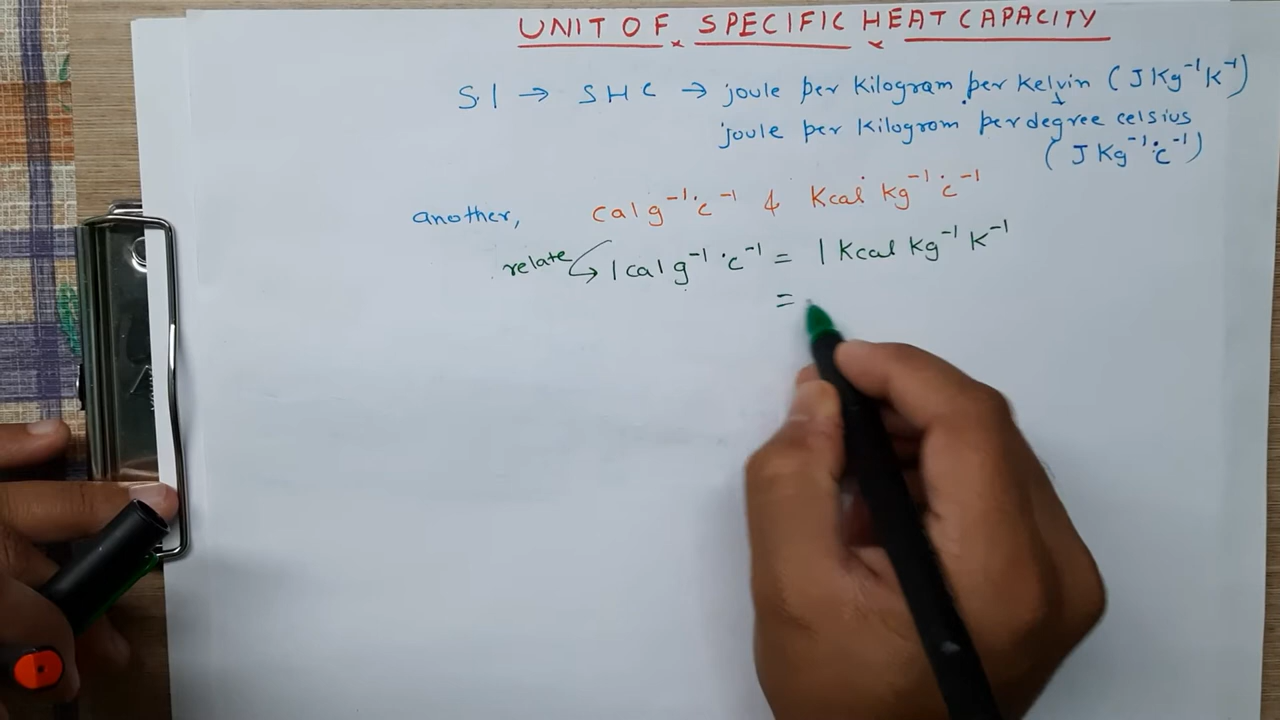 UNIT OF SPECIFIC HEAT CAPACITY
S.I → SHC → joule per kilogram per kelvin (J Kg⁻¹ K⁻¹)
joule per kilogram per degree celsius
(J Kg⁻¹ °C⁻¹)
another, cal g⁻¹ °C⁻¹ & Kcal kg⁻¹ °C⁻¹
relate → 1 cal g⁻¹ °C⁻¹ = 1 Kcal kg⁻¹ K⁻¹
=